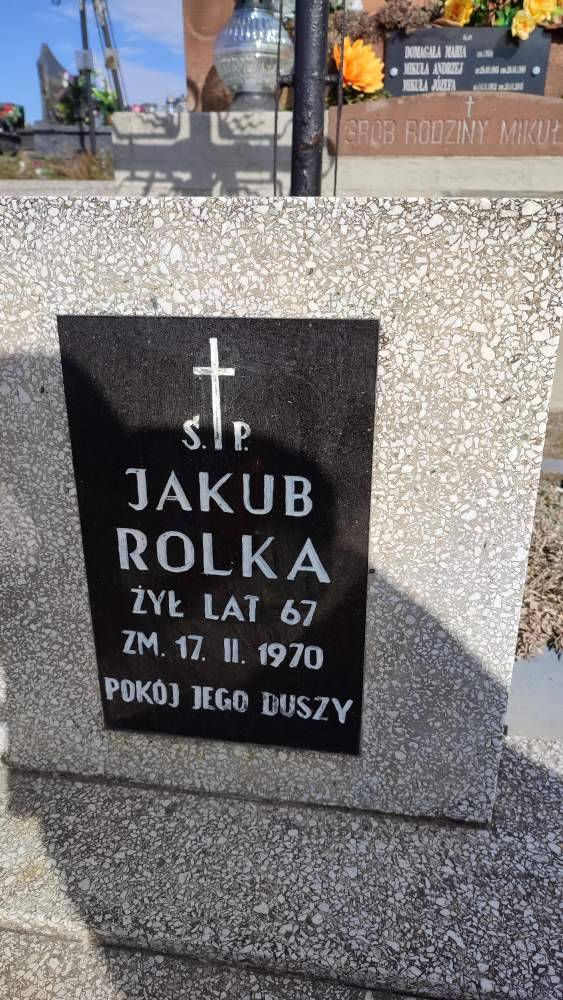 DOMAGAŁA MARIA
MIKUŁA ANDRZEJ
MIKUŁA JÓZEFA
GRÓB RODZINY MIKUŁ
Ś. P.
JAKUB
ROLKA
ŻYŁ LAT 67
ZM. 17. II. 1970
POKÓJ JEGO DUSZY